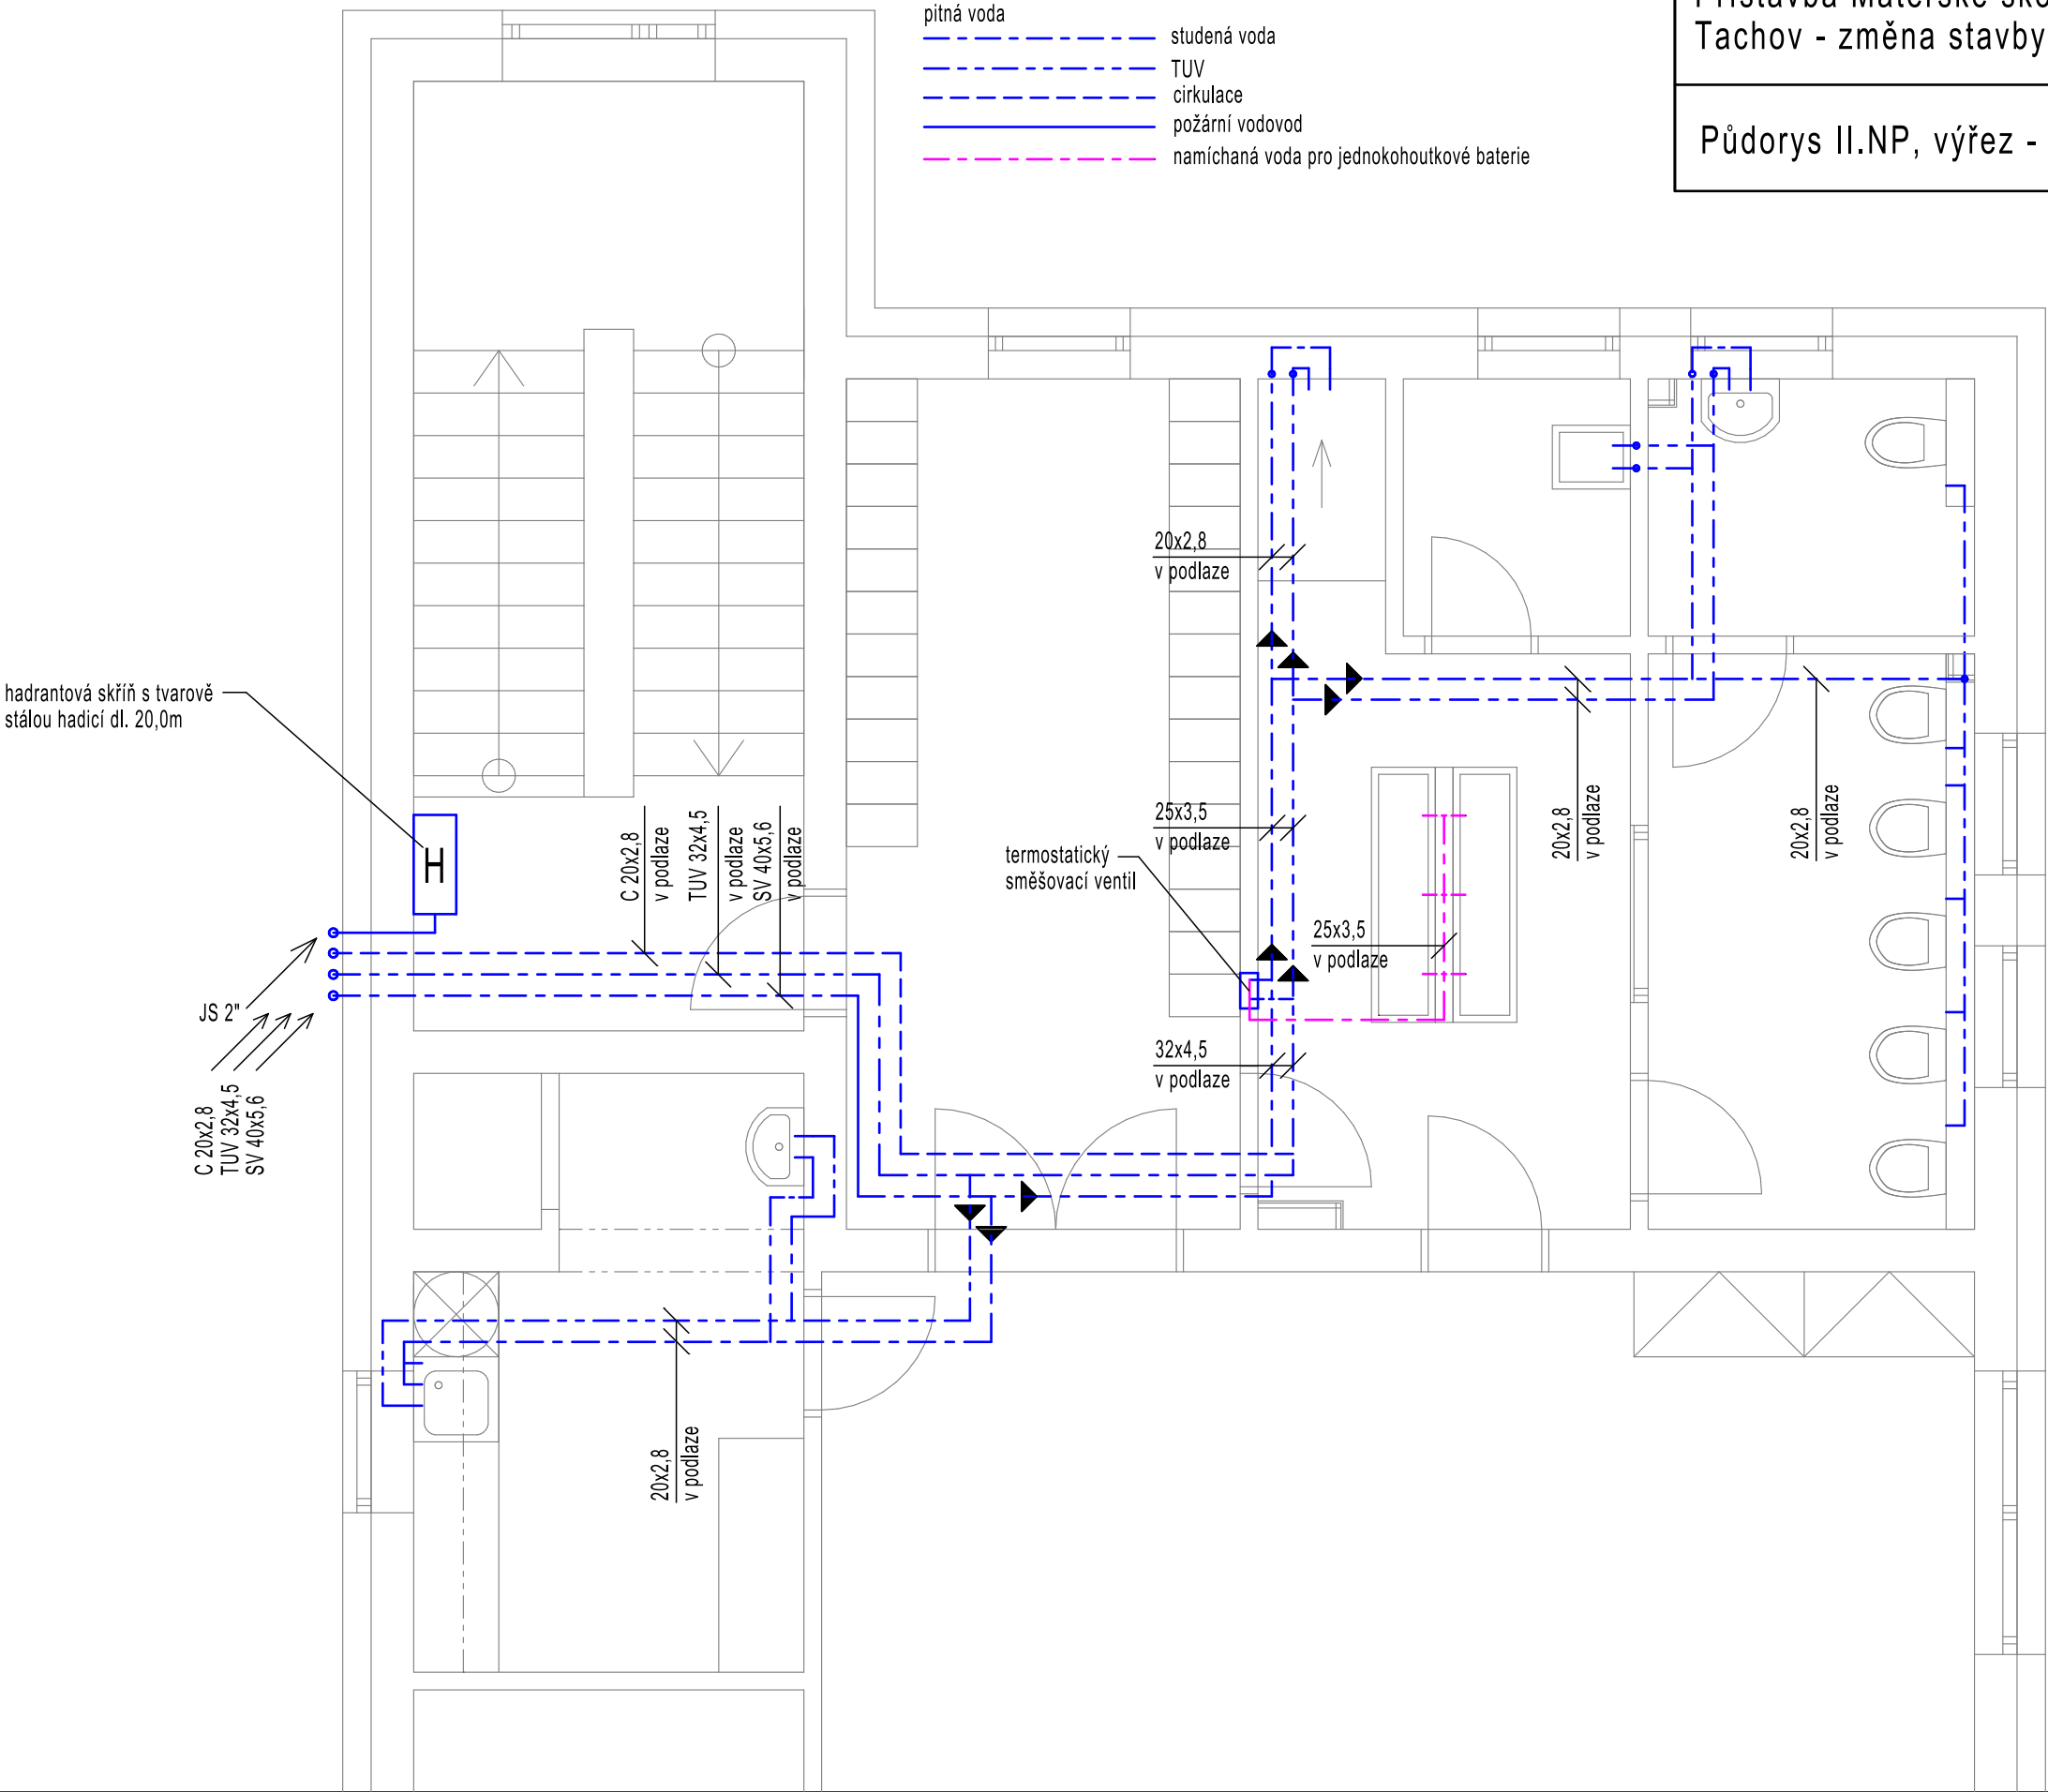 pitná voda
studená voda
TUV
cirkulace
požární vodovod
namíchaná voda pro jednokohoutkové baterie
Přístavba Mateřské ško
Tachov - změna stavby
Půdorys II.NP, výřez -
20x2,8
v podlaze
hadrantová skříň s tvarově
stálou hadicí dl. 20,0m
H
C 20x2,8
v podlaze
TUV 32x4,5
v podlaze
SV 40x5,6
v podlaze
25x3,5
v podlaze
termostatický
směšovací ventil
20x2,8
v podlaze
20x2,8
v podlaze
25x3,5
v podlaze
JS 2"
C 20x2,8
TUV 32x4,5
SV 40x5,6
32x4,5
v podlaze
20x2,8
v podlaze